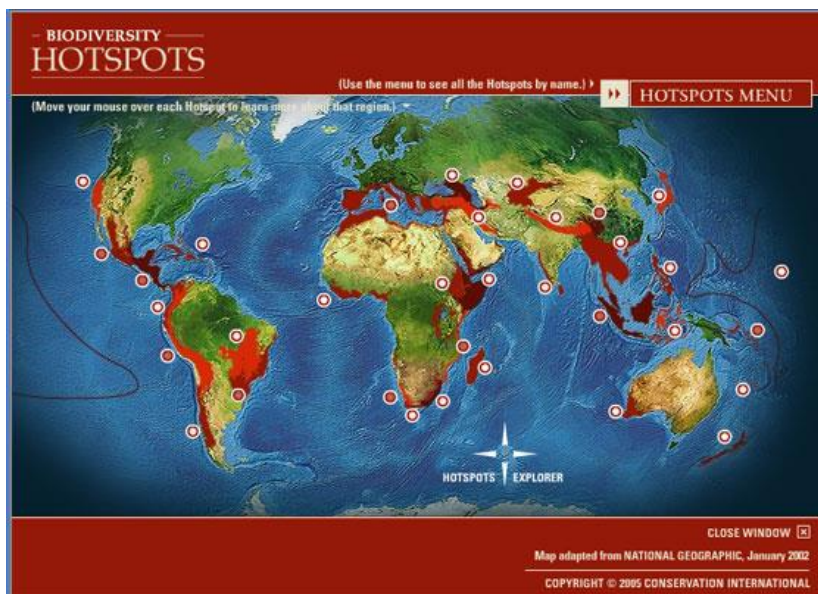 BIODIVERSITY
HOTSPOTS
(Use the menu to see all the Hotspots by name.)
HOTSPOTS MENU
(Move your mouse over each Hotspot to learn more about that region.)
HOTSPOTS EXPLORER
CLOSE WINDOW
Map adapted from NATIONAL GEOGRAPHIC, January 2002
COPYRIGHT © 2005 CONSERVATION INTERNATIONAL